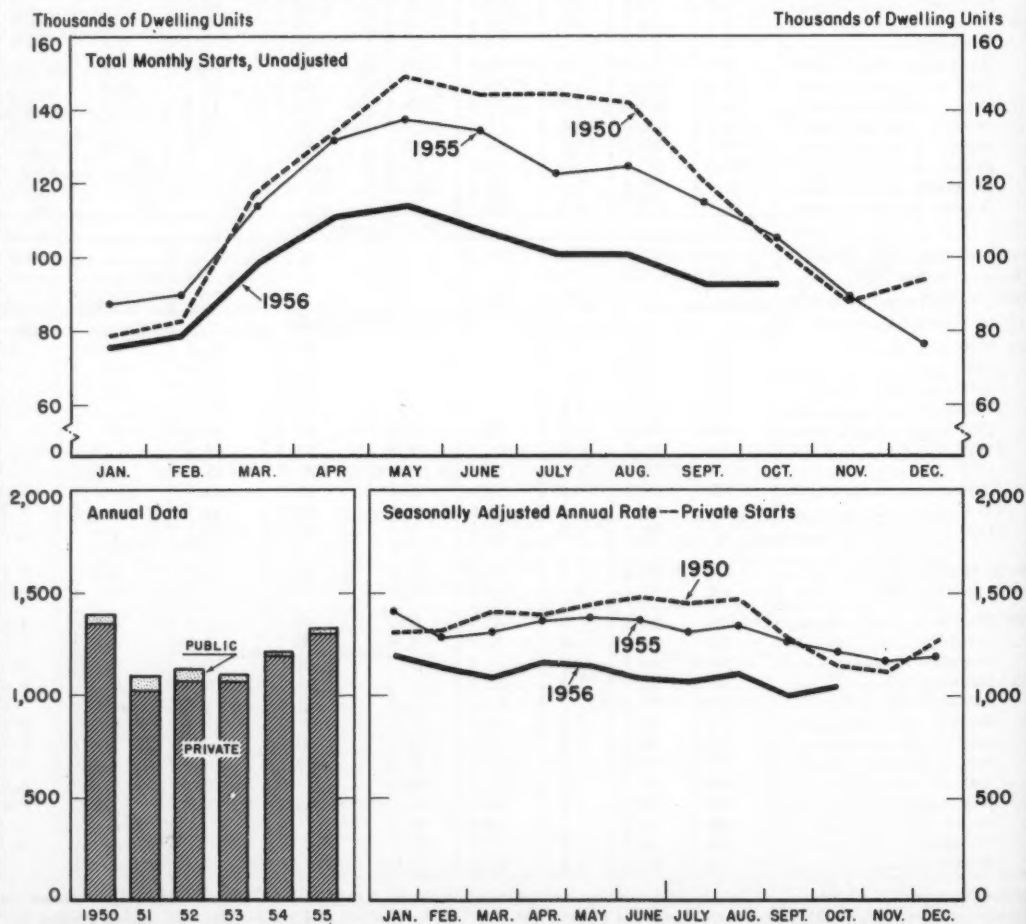 Thousands of Dwelling Units Thousands of Dwelling Units
160 160
Total Monthly Starts, Unadjusted
140 140
1950
1955
120 120
100 100
1956
80 80
60 60
0 0
JAN. FEB. MAR. APR MAY JUNE JULY AUG. SEPT. OCT. NOV. DEC.
2,000 2,000
Annual Data Seasonally Adjusted Annual Rate--Private Starts
1,500 1,500
1950
1955
PUBLIC
1956
1,000 1,000
PRIVATE
500 500
0 0
1950 51 52 53 54 55
JAN. FEB. MAR. APR. MAY JUNE JULY AUG. SEPT. OCT. NOV. DEC.